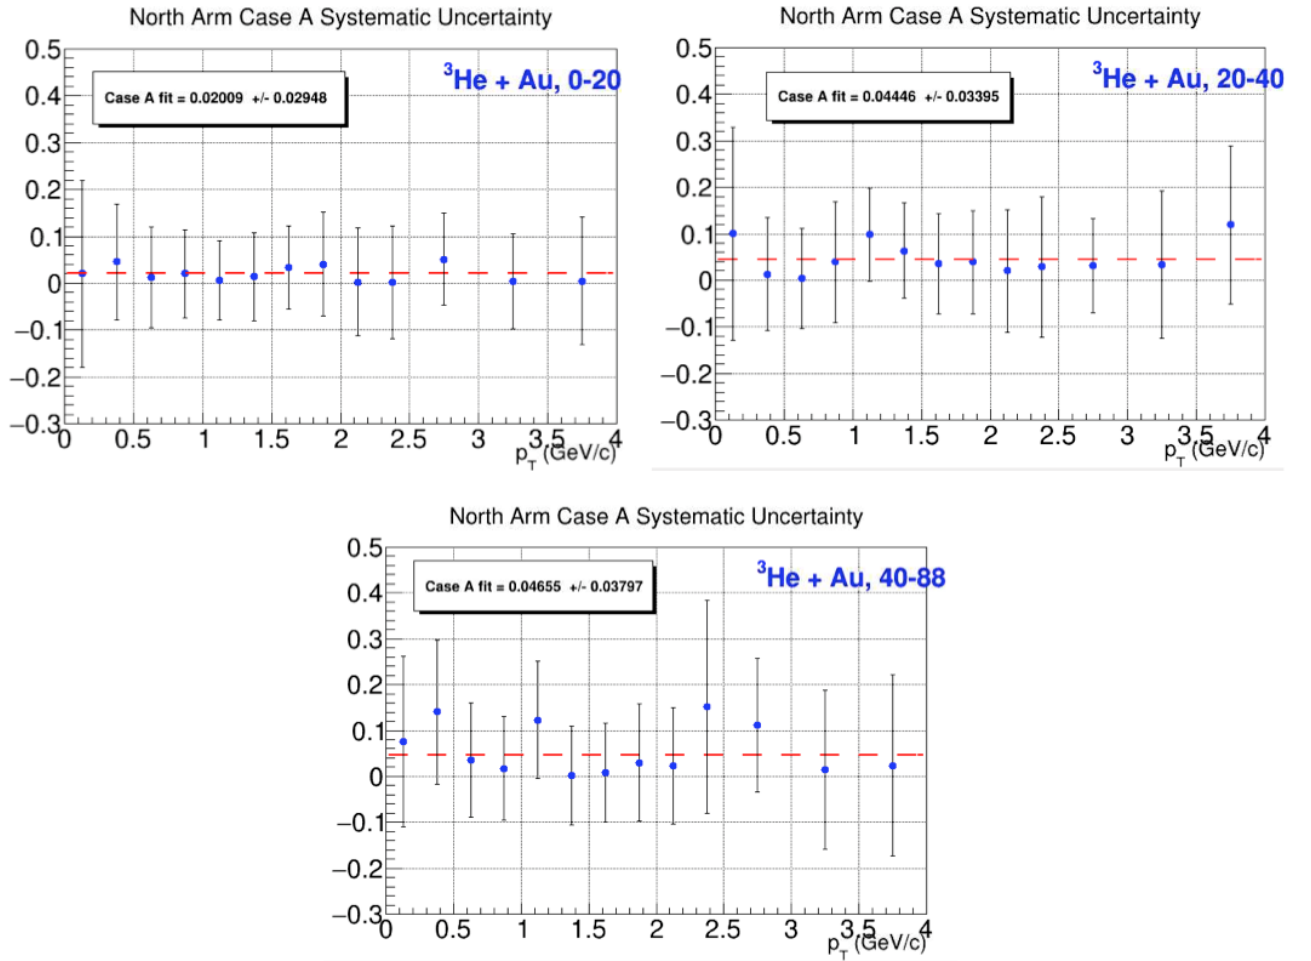 North Arm Case A Systematic Uncertainty
³He + Au, 0-20
Case A fit = 0.02009 +/- 0.02948
0.5
0.4
0.3
0.2
0.1
0
−0.1
−0.2
−0.3
0 0.5 1 1.5 2 2.5 3 3.5 4
p_T (GeV/c)
North Arm Case A Systematic Uncertainty
³He + Au, 20-40
Case A fit = 0.04446 +/- 0.03395
0.5
0.4
0.3
0.2
0.1
0
−0.1
−0.2
−0.3
0 0.5 1 1.5 2 2.5 3 3.5 4
p_T (GeV/c)
North Arm Case A Systematic Uncertainty
³He + Au, 40-88
Case A fit = 0.04655 +/- 0.03797
0.5
0.4
0.3
0.2
0.1
0
−0.1
−0.2
−0.3
0 0.5 1 1.5 2 2.5 3 3.5 4
p_T (GeV/c)